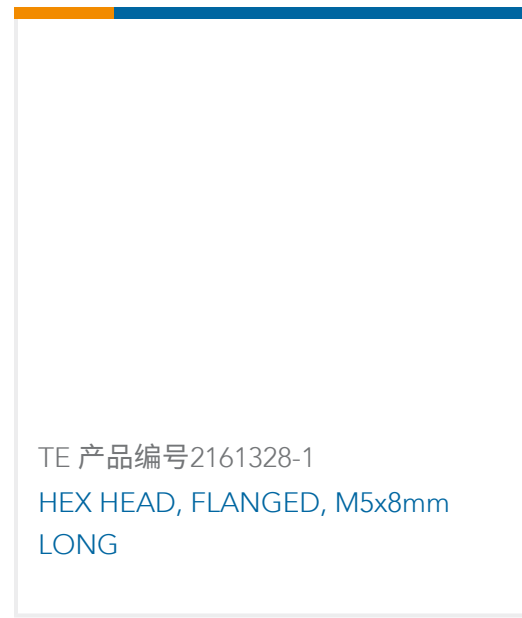 TE 产品编号2161328-1
HEX HEAD, FLANGED, M5x8mm
LONG